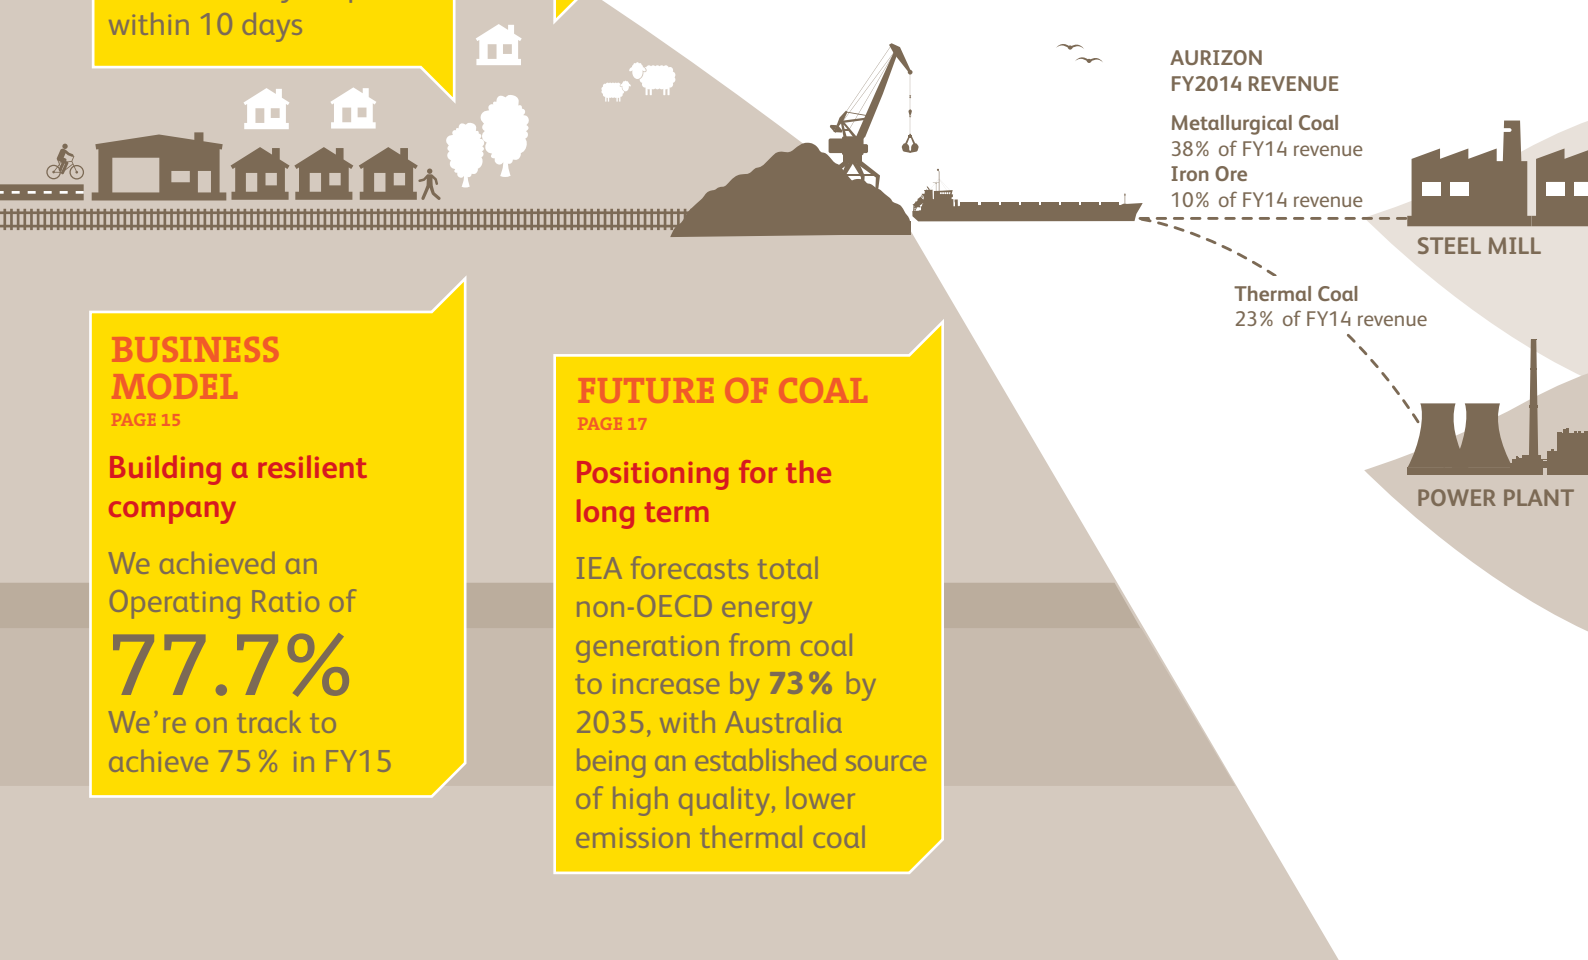 within 10 days
AURIZON
FY2014 REVENUE
Metallurgical Coal
38% of FY14 revenue
Iron Ore
10% of FY14 revenue
STEEL MILL
Thermal Coal
23% of FY14 revenue
POWER PLANT
BUSINESS
MODEL
PAGE 15
Building a resilient
company
We achieved an
Operating Ratio of
77.7%
We’re on track to
achieve 75% in FY15
FUTURE OF COAL
PAGE 17
Positioning for the
long term
IEA forecasts total
non-OECD energy
generation from coal
to increase by 73% by
2035, with Australia
being an established source
of high quality, lower
emission thermal coal